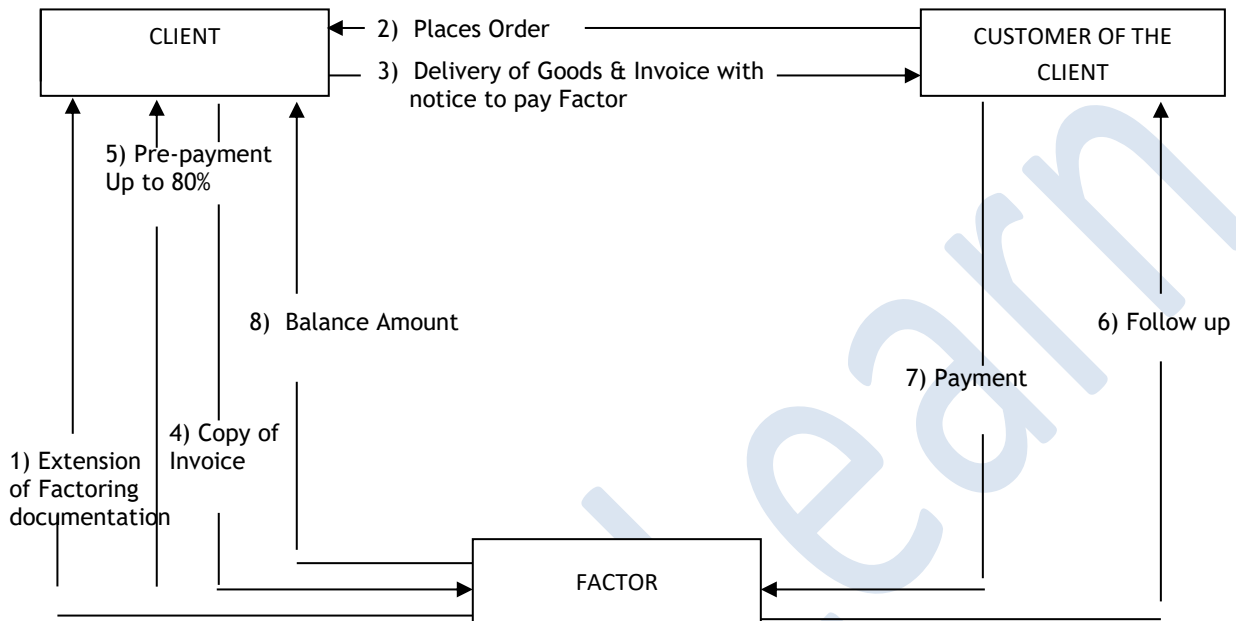 CLIENT
2) Places Order
CUSTOMER OF THE
CLIENT
3) Delivery of Goods & Invoice with
notice to pay Factor
5) Pre-payment
Up to 80%
8) Balance Amount
6) Follow up
7) Payment
4) Copy of
Invoice
1) Extension
of Factoring
documentation
FACTOR
Learn